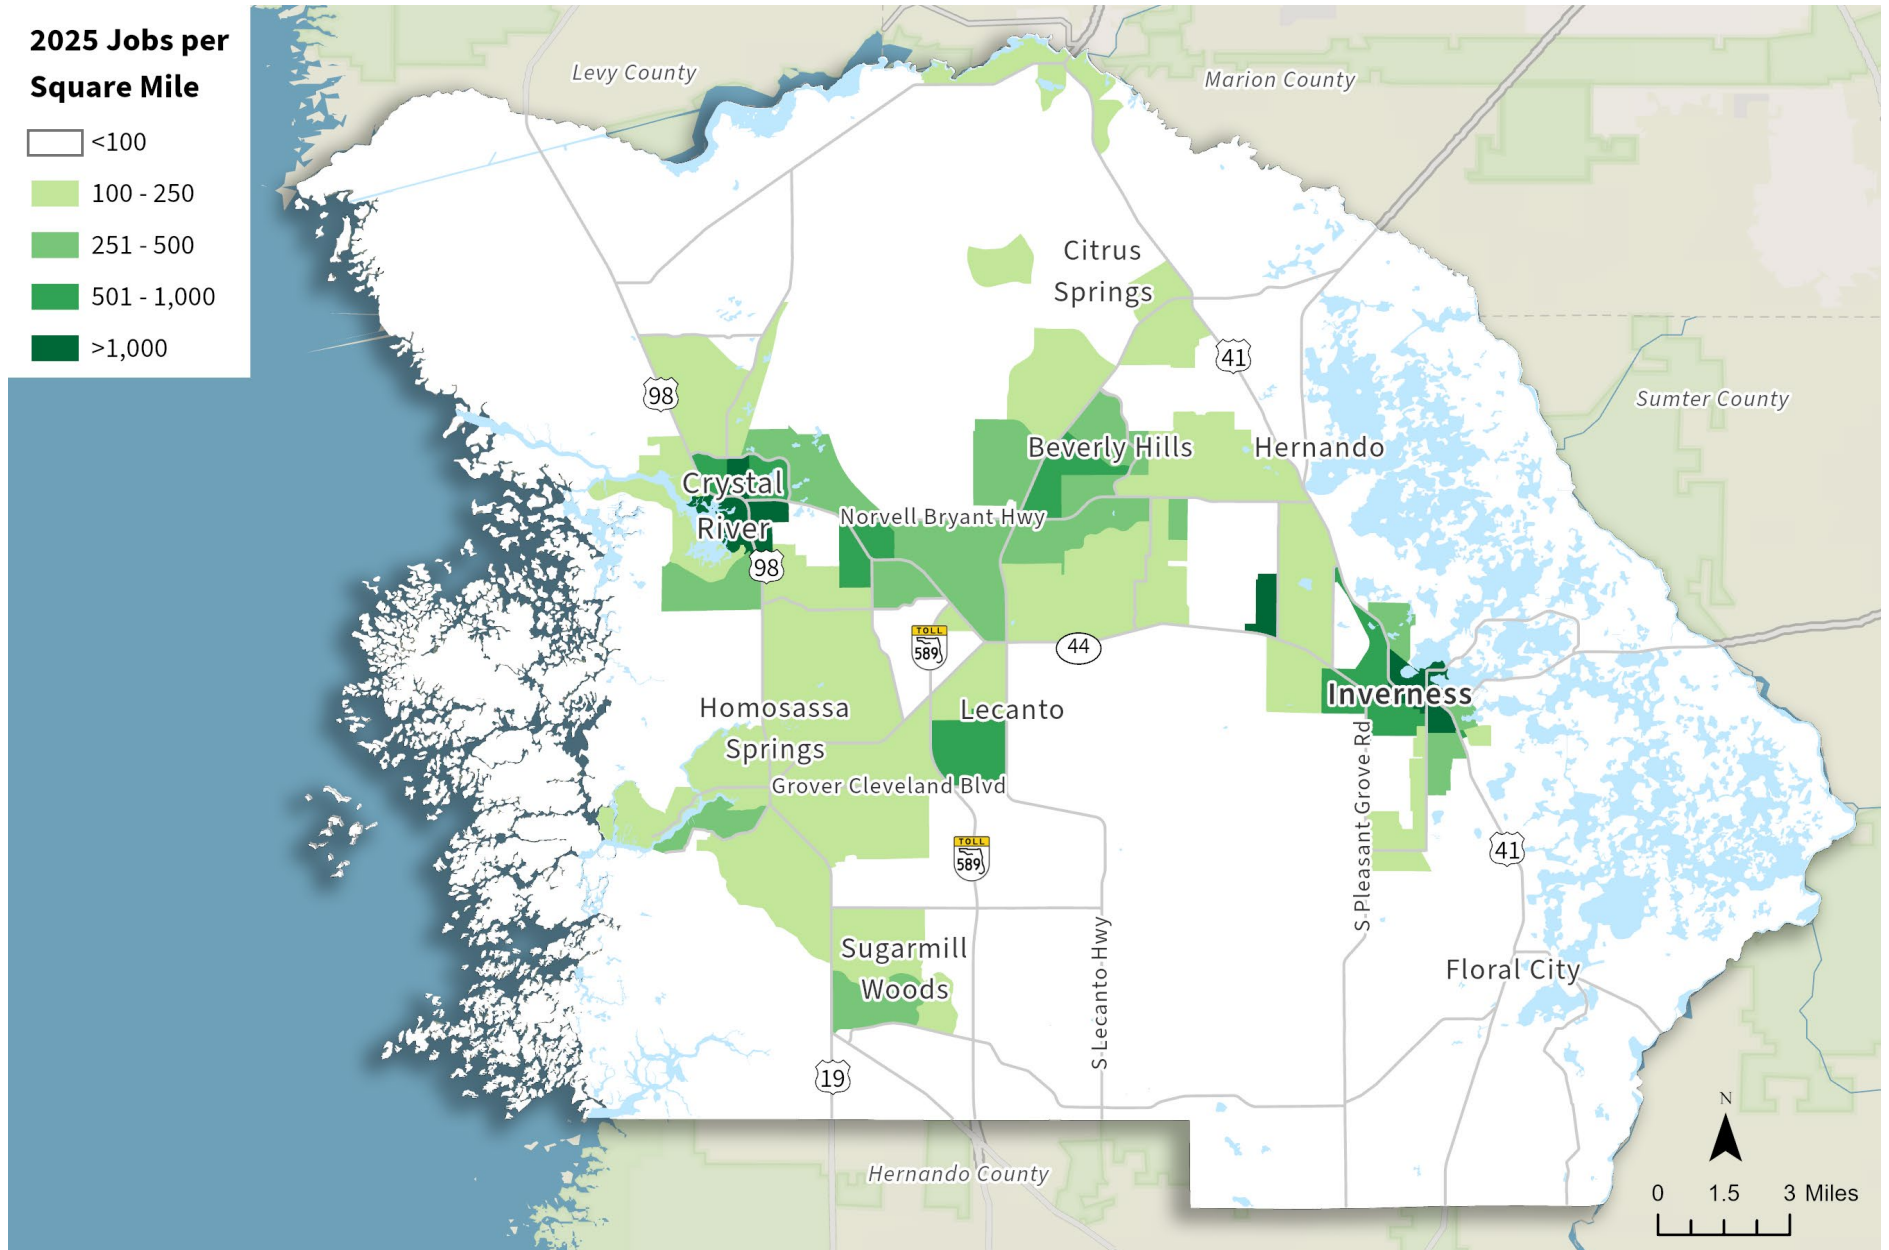 2025 Jobs per
Square Mile
<100
100 - 250
251 - 500
501 - 1,000
>1,000
Levy County
Marion County
Citrus
Springs
41
98
Sumter County
Beverly Hills
Hernando
Crystal
River
Norvell Bryant Hwy
98
TOLL
589
44
Inverness
Homosassa
Springs
Lecanto
Grover Cleveland Blvd
S Pleasant Grove Rd
TOLL
589
41
Sugarmill
Woods
S Lecanto Hwy
Floral City
19
Hernando County
N
0 1.5 3 Miles